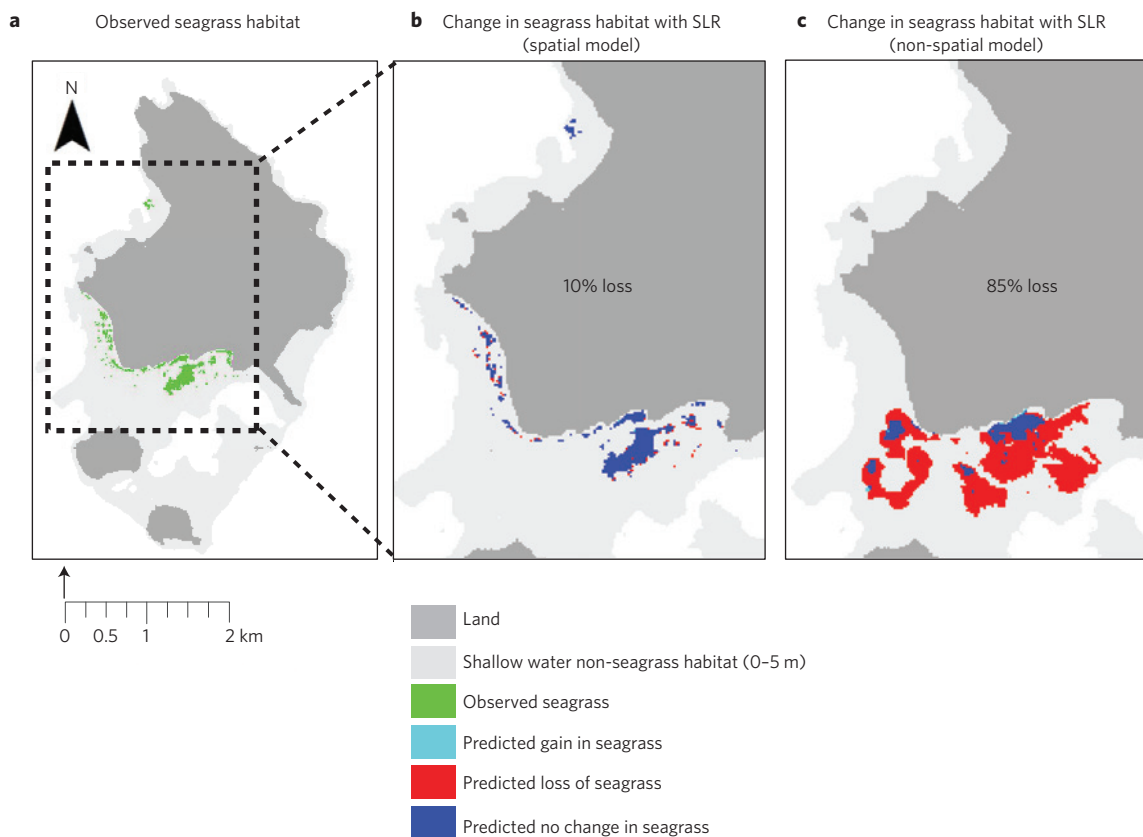 a
Observed seagrass habitat
b
Change in seagrass habitat with SLR
(spatial model)
c
Change in seagrass habitat with SLR
(non-spatial model)
N
10% loss
85% loss
0 0.5 1 2 km
Land
Shallow water non-seagrass habitat (0–5 m)
Observed seagrass
Predicted gain in seagrass
Predicted loss of seagrass
Predicted no change in seagrass